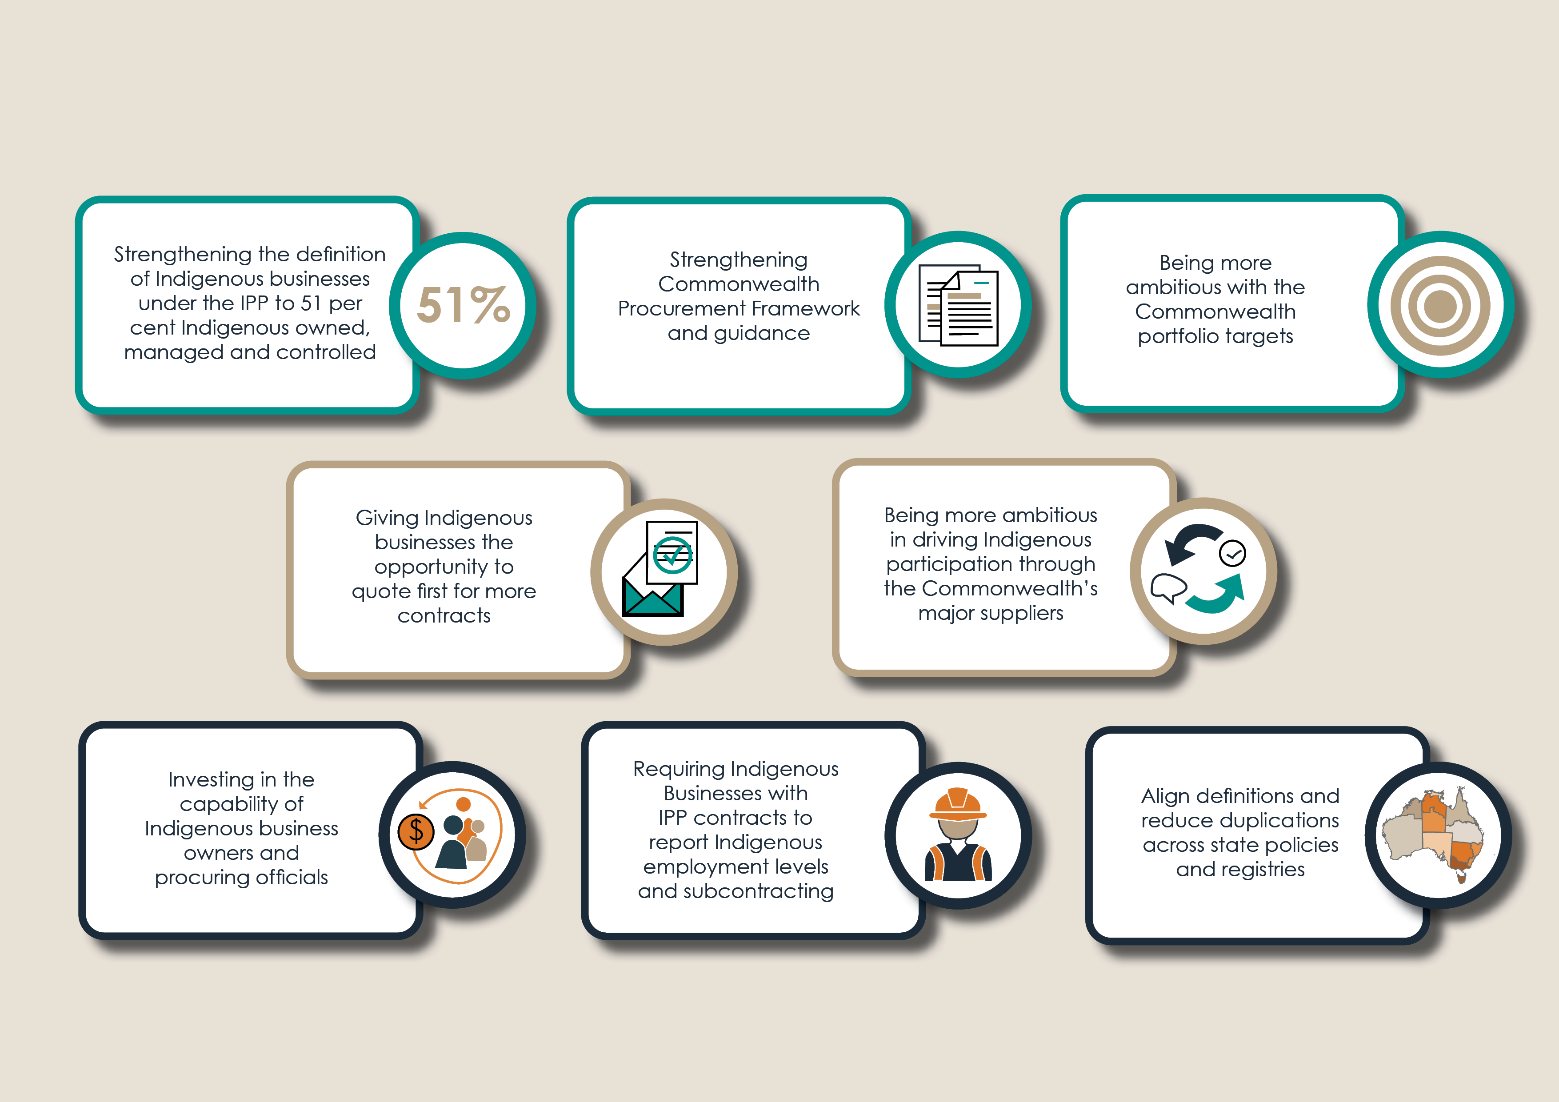 Strengthening the definition
of Indigenous businesses
under the IPP to 51 per
cent Indigenous owned,
managed and controlled
51%
Strengthening
Commonwealth
Procurement Framework
and guidance
Being more
ambitious with the
Commonwealth
portfolio targets
Giving Indigenous
businesses the
opportunity to
quote first for more
contracts
Being more ambitious
in driving Indigenous
participation through
the Commonwealth’s
major suppliers
Investing in the
capability of
Indigenous business
owners and
procuring officials
$
Requiring Indigenous
Businesses with
IPP contracts to
report Indigenous
employment levels
and subcontracting
Align definitions and
reduce duplications
across state policies
and registries